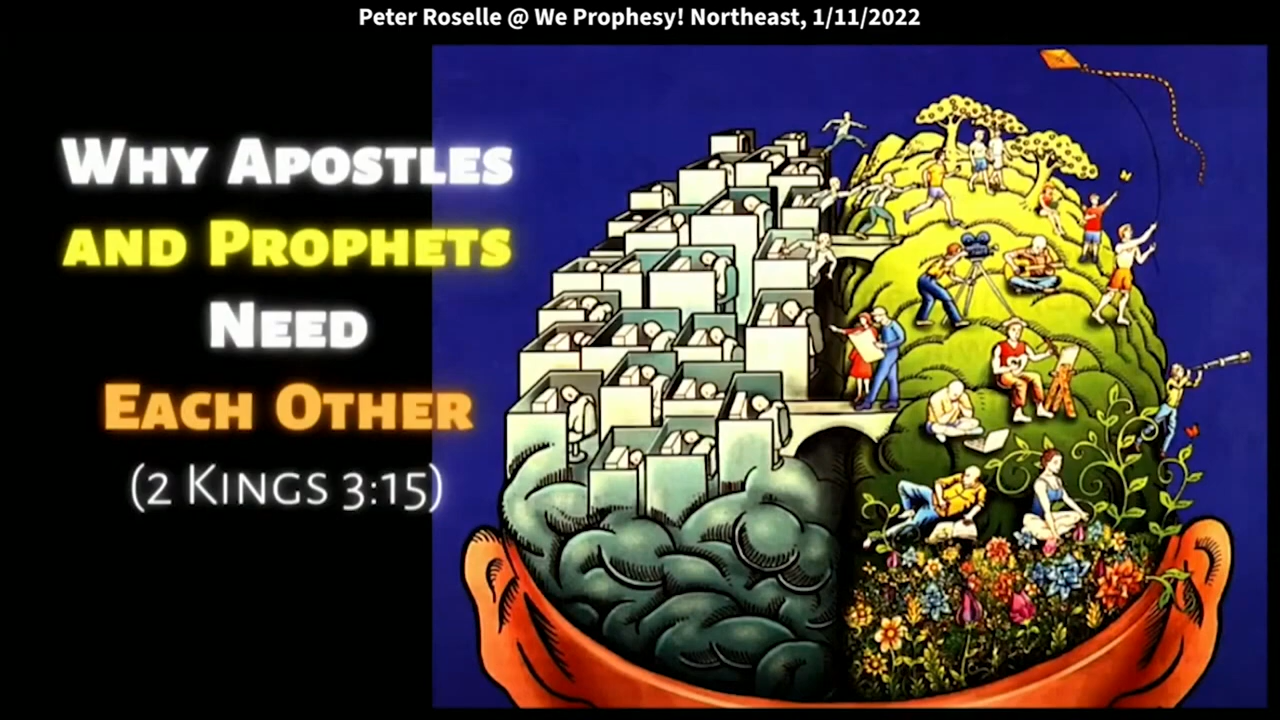 Peter Roselle @ We Prophesy! Northeast, 1/11/2022
Why Apostles
and Prophets
Need
Each Other
(2 Kings 3:15)